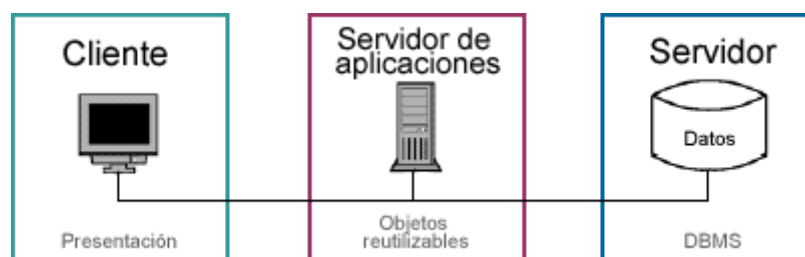 Cliente
Servidor de
aplicaciones
Servidor
Datos
Presentación
Objetos
reutilizables
DBMS